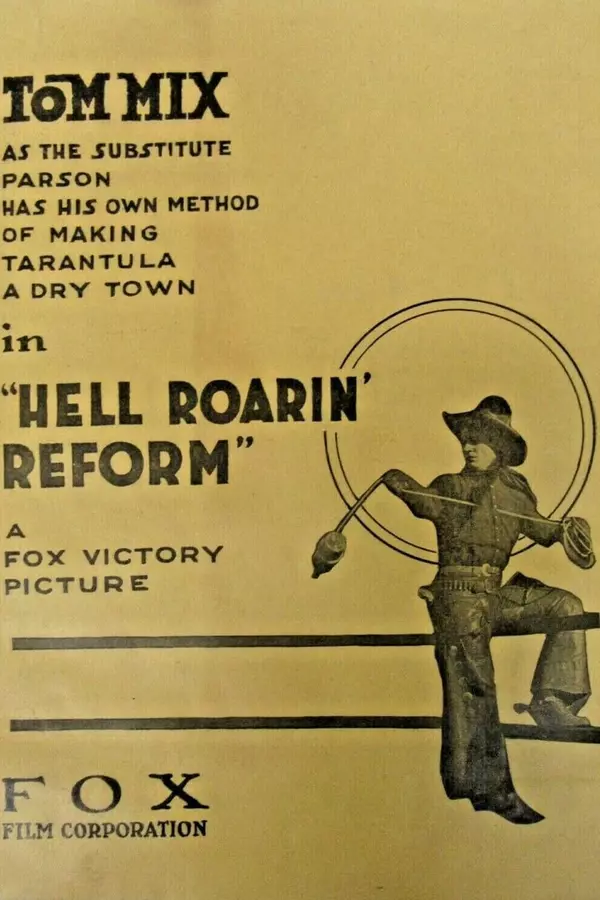 TOM MIX
AS THE SUBSTITUTE
PARSON
HAS HIS OWN METHOD
OF MAKING
TARANTULA
A DRY TOWN
in
"HELL ROARIN'
REFORM"
A
FOX VICTORY
PICTURE
FOX
FILM CORPORATION